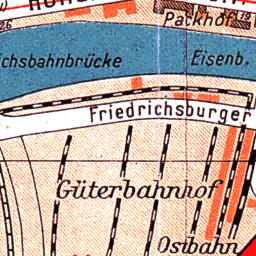 Packhof
ichsbahnbrücke
Eisenb.
Friedrichsburger
Güterbahnhof
Ostbahn